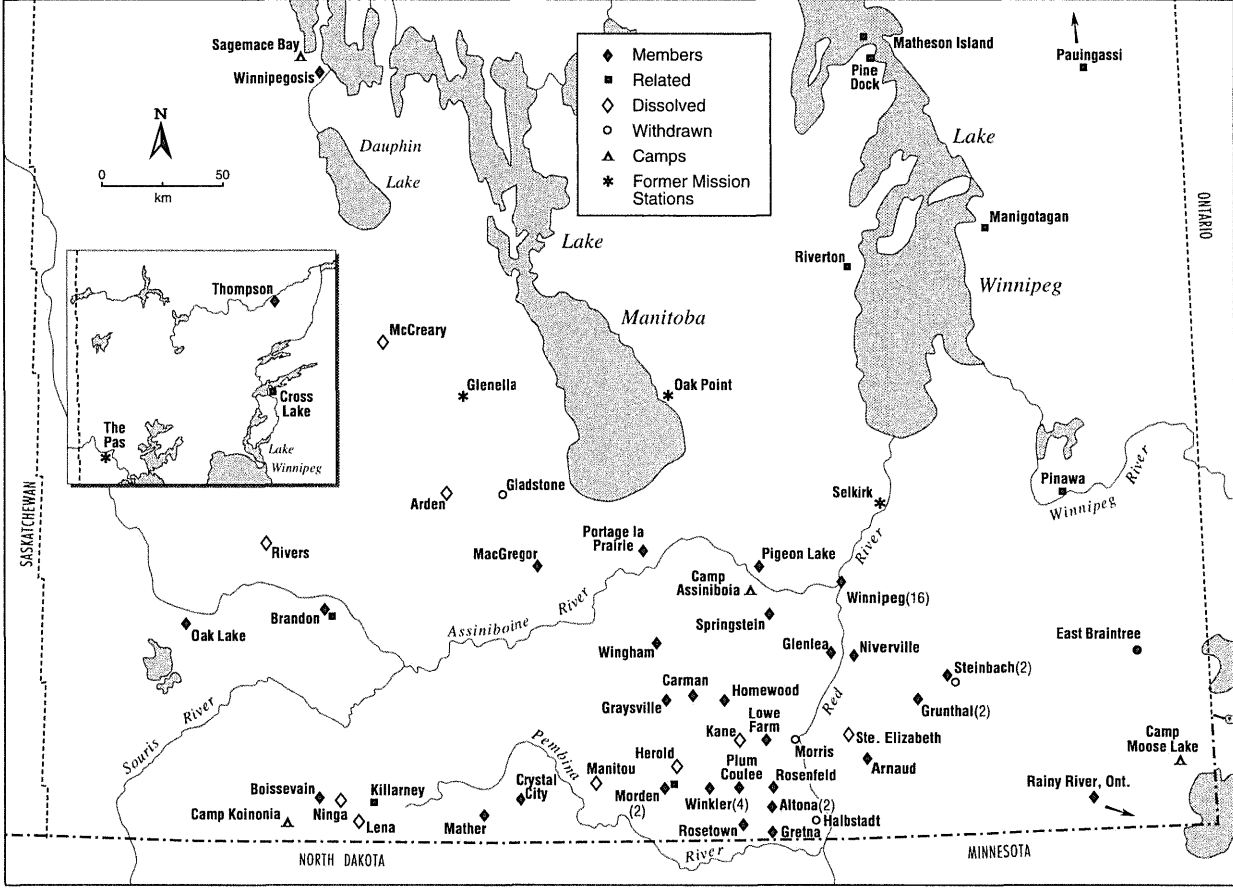 Sagemace Bay
Winnipegosis
N
0 50
km
Dauphin
Lake
Members
Related
Dissolved
Withdrawn
Camps
Former Mission
Stations
Matheson Island
Pine
Dock
Pauingassi
Lake
Winnipeg
Manigotagan
Riverton
ONTARIO
Lake
Manitoba
Thompson
Cross
Lake
The
Pas
Lake
Winnipeg
McCreary
Glenella
Oak Point
SASKATCHEWAN
Arden
Gladstone
Selkirk
Pinawa
Winnipeg River
Rivers
MacGregor
Portage la
Prairie
Pigeon Lake
River
Camp
Assiniboia
Winnipeg(16)
Brandon
Oak Lake
Assiniboine River
Springstein
Wingham
Glenlea
Niverville
East Braintree
Steinbach(2)
Carman
Graysville
Homewood
Red
Grunthal(2)
Souris River
Kane
Lowe
Farm
Morris
Ste. Elizabeth
Camp
Moose Lake
Pembina
Herold
Manitou
Plum
Coulee
Rosenfeld
Arnaud
Boissevain
Killarney
Crystal
City
Morden
(2)
Winkler(4)
Altona(2)
Rainy River, Ont.
Camp Koinonia
Ninga
Lena
Mather
Rosetown
Halbstadt
Gretna
River
NORTH DAKOTA
MINNESOTA